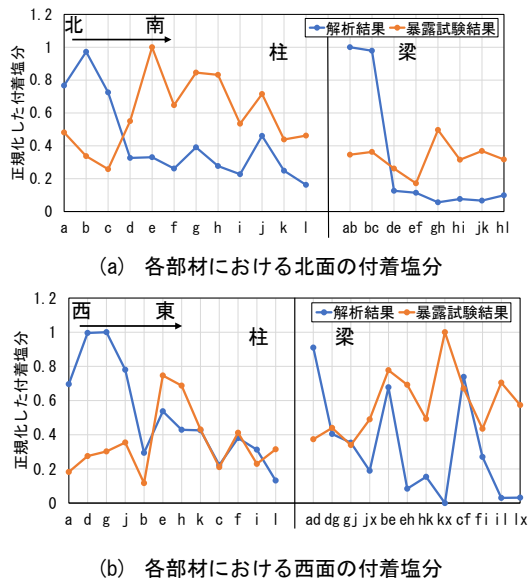 1.2
1
0.8
0.6
0.4
0.2
0
正規化した付着塩分
北 南
柱
梁
解析結果 暴露試験結果
a b c d e f g h i j k l
ab bc de ef gh hi jk hl
(a) 各部材における北面の付着塩分
1.2
1
0.8
0.6
0.4
0.2
0
正規化した付着塩分
西 東
柱
梁
解析結果 暴露試験結果
a d g j b e h k c f i l
ad dg gj jx be eh hk kx cf fi il lx
(b) 各部材における西面の付着塩分